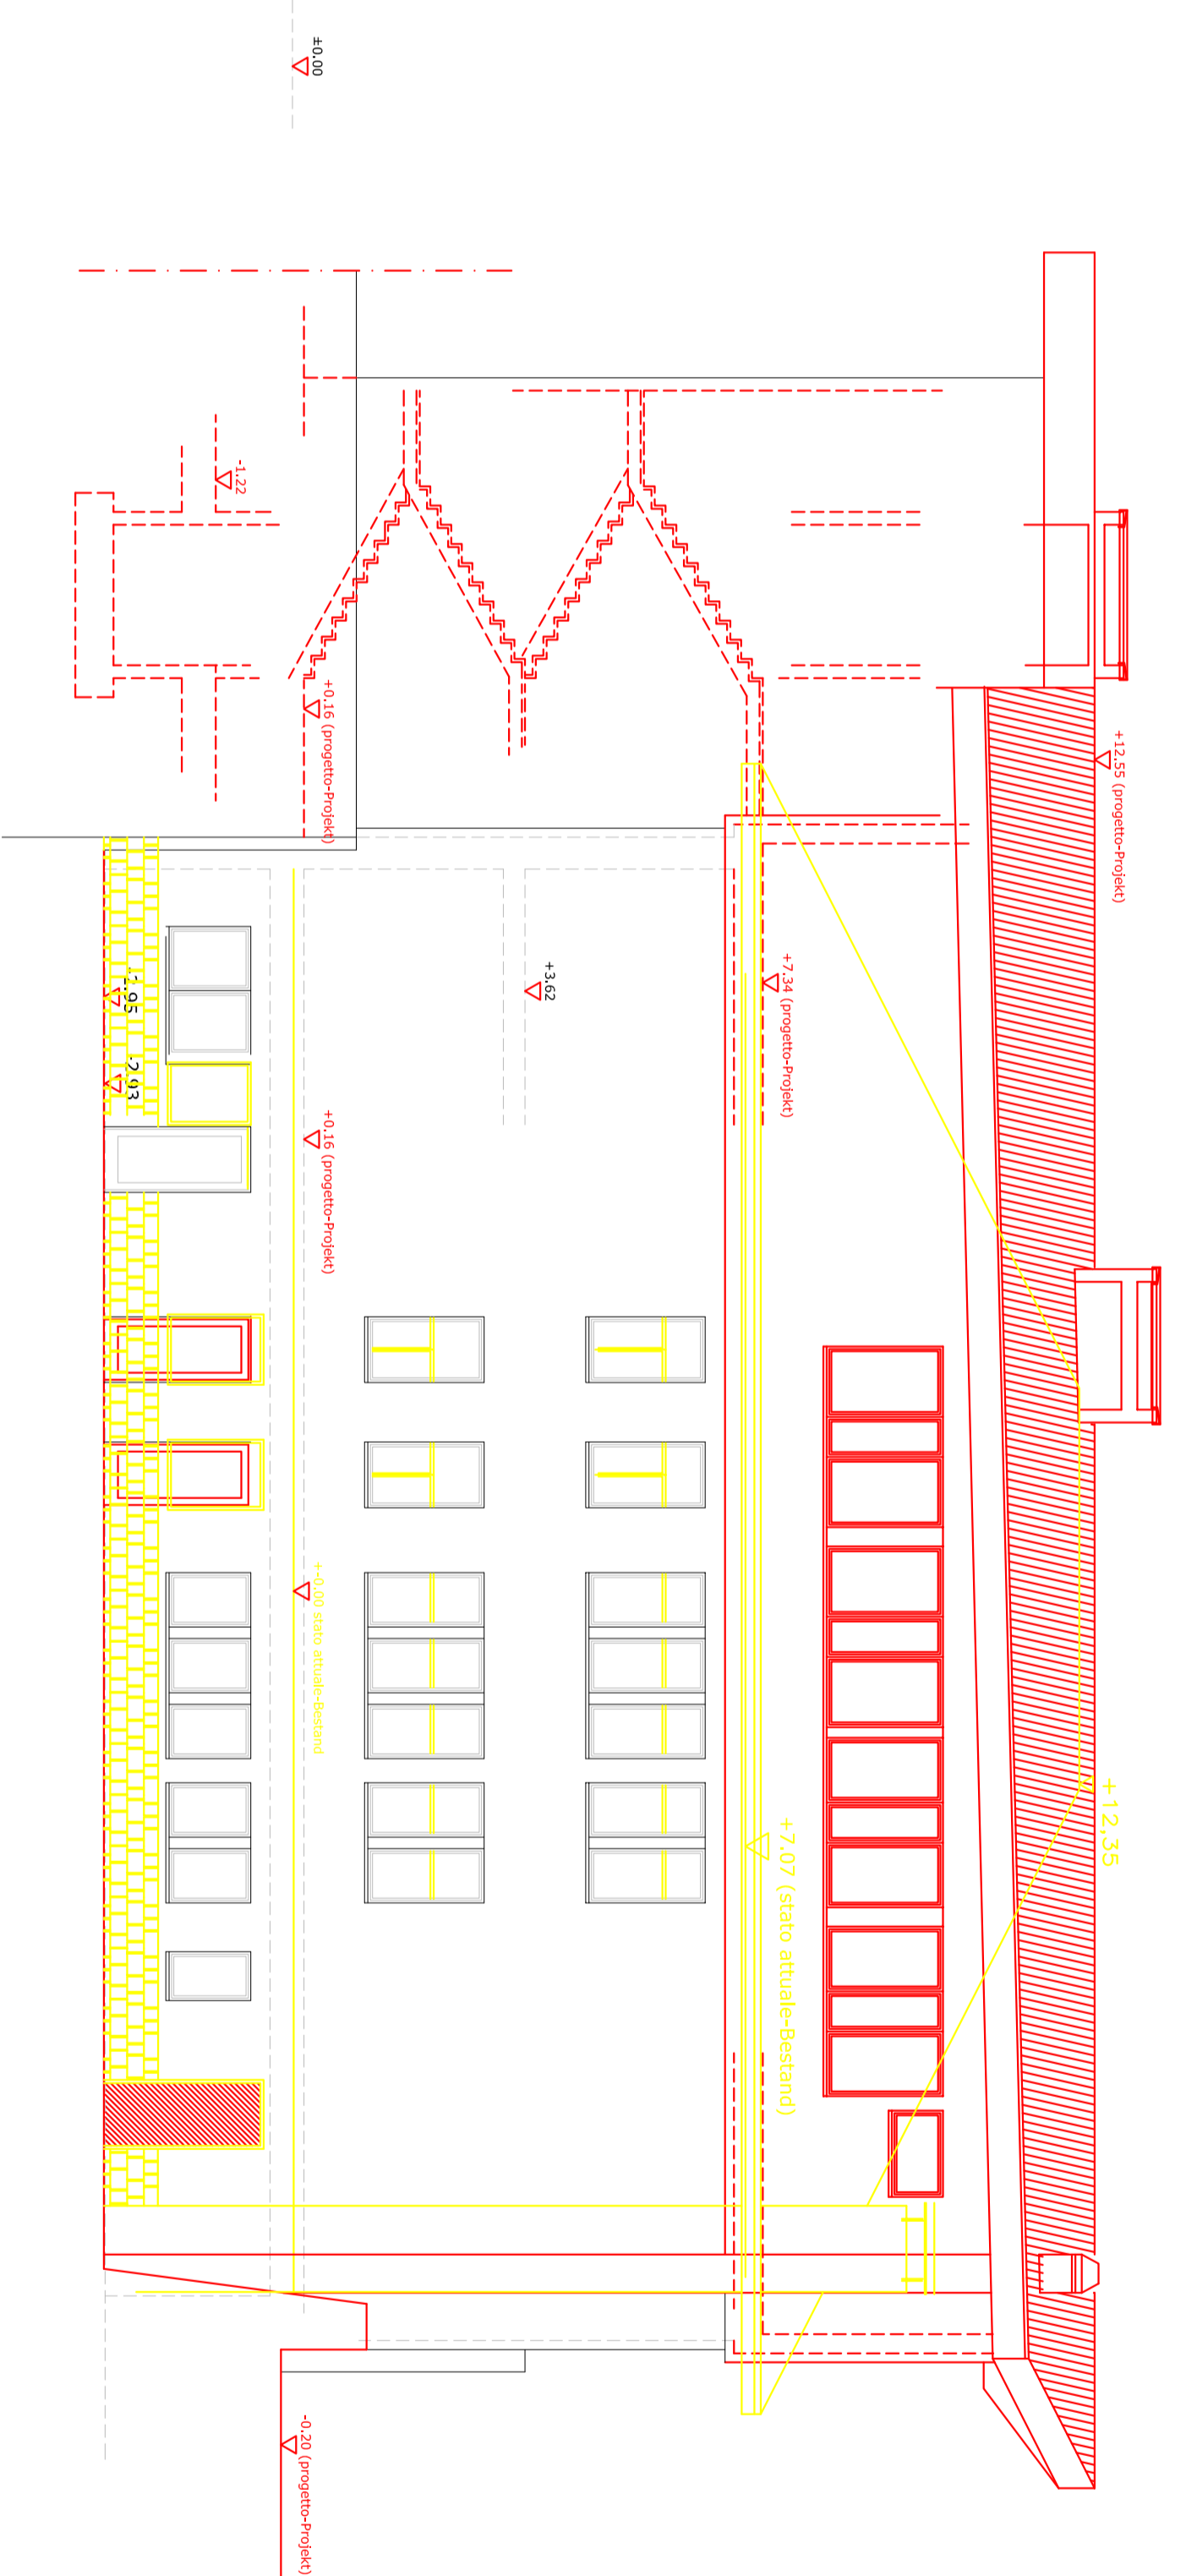 ±0.00
-1.22
+0.16 (progetto-Projekt)
+12.55 (progetto-Projekt)
+7.34 (progetto-Projekt)
+3.62
-2.93
+0.16 (progetto-Projekt)
+-0.00 stato attuale-Bestand
+12,35
+7.07 (stato attuale-Bestand)
-0.20 (progetto-Projekt)